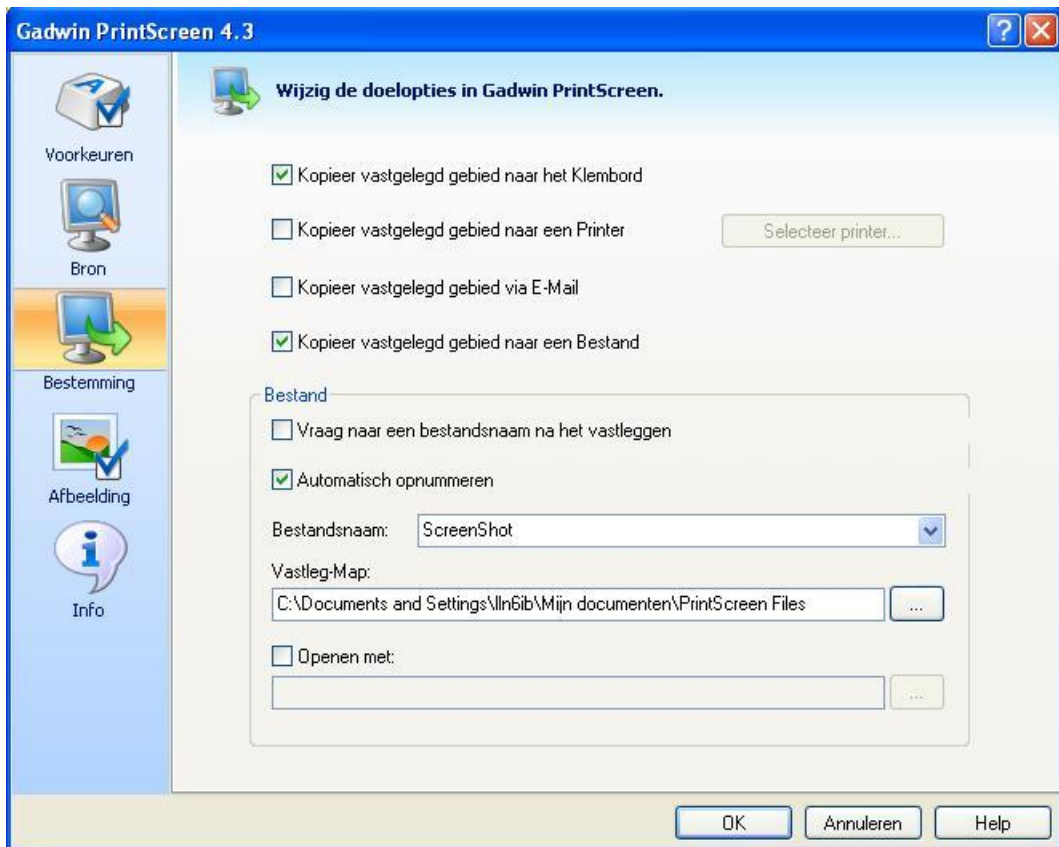 Gadwin PrintScreen 4.3
Voorkeuren
Bron
Bestemming
Afbeelding
Info
Wijzig de doelopties in Gadwin PrintScreen.
Kopieer vastgelegd gebied naar het Klembord
Kopieer vastgelegd gebied naar een Printer
Selecteer printer...
Kopieer vastgelegd gebied via E-Mail
Kopieer vastgelegd gebied naar een Bestand
Bestand
Vraag naar een bestandsnaam na het vastleggen
Automatisch opnummeren
Bestandsnaam: ScreenShot
Vastleg-Map:
C:\Documents and Settings\lln6ib\Mijn documenten\PrintScreen Files
...
Openen met:
...
OK Annuleren Help